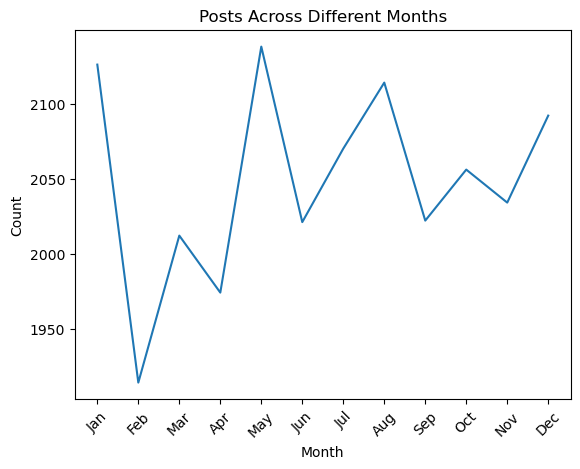 Posts Across Different Months
Count
2100
2050
2000
1950
Jan Feb Mar Apr May Jun Jul Aug Sep Oct Nov Dec
Month